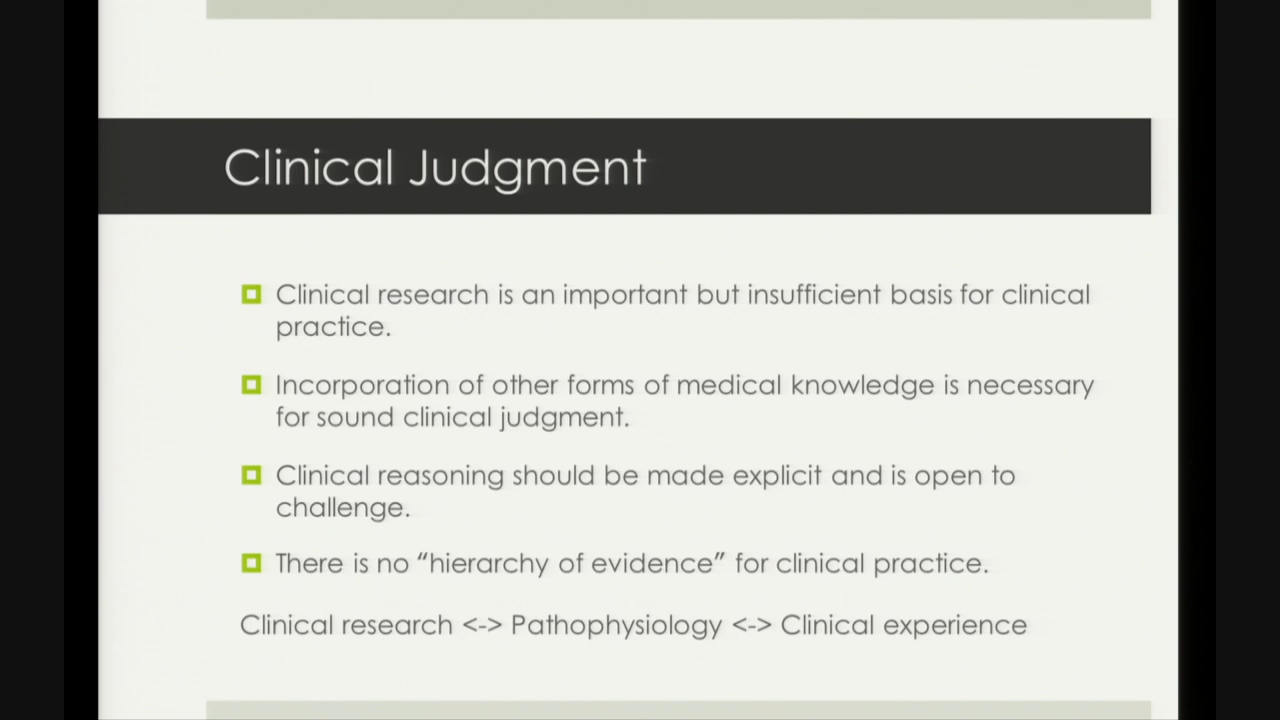 Clinical Judgment
Clinical research is an important but insufficient basis for clinical
practice.
Incorporation of other forms of medical knowledge is necessary
for sound clinical judgment.
Clinical reasoning should be made explicit and is open to
challenge.
There is no “hierarchy of evidence” for clinical practice.
Clinical research <-> Pathophysiology <-> Clinical experience